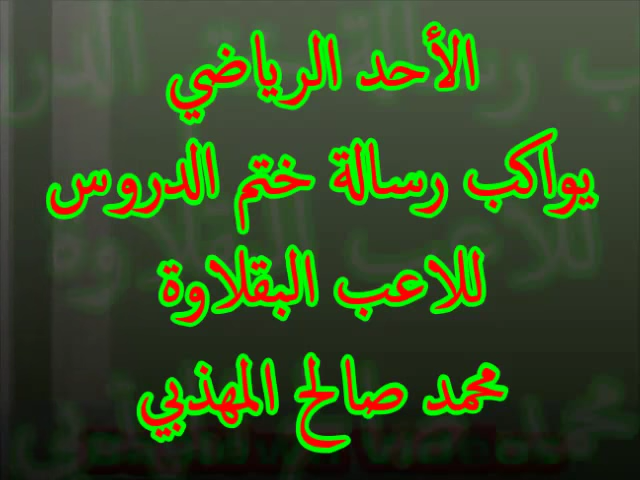 الأحد الرياضي
يواكب رسالة ختم الدروس
للاعب البقلاوة
محمد صالح المهذبي